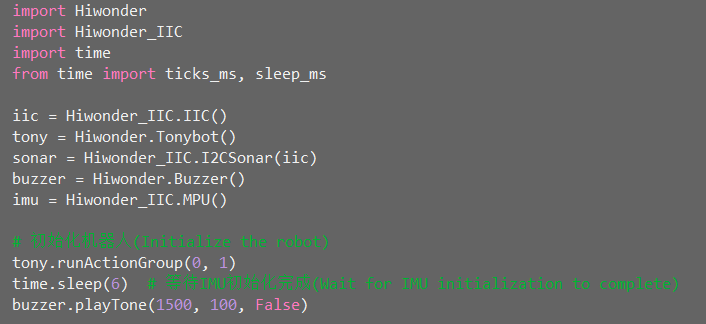 import Hiwonder
import Hiwonder_IIC
import time
from time import ticks_ms, sleep_ms
iic = Hiwonder_IIC.IIC()
tony = Hiwonder.Tonybot()
sonar = Hiwonder_IIC.I2CSonar(iic)
buzzer = Hiwonder.Buzzer()
imu = Hiwonder_IIC.MPU()
# 初始化机器人(Initialize the robot)
tony.runActionGroup(0, 1)
time.sleep(6)  # 等待IMU初始化完成(Wait for IMU initialization to complete)
buzzer.playTone(1500, 100, False)